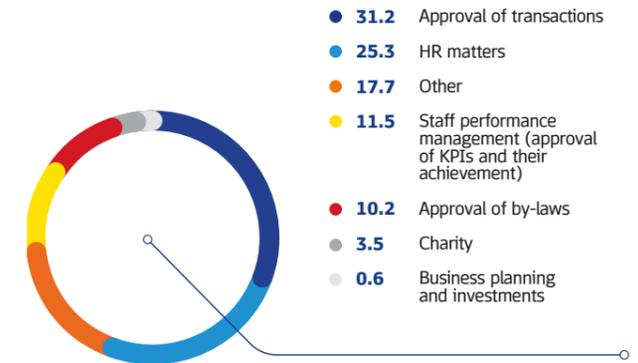 31.2 Approval of transactions
25.3 HR matters
17.7 Other
11.5 Staff performance
management (approval
of KPIs and their
achievement)
10.2 Approval of by-laws
3.5 Charity
0.6 Business planning
and investments